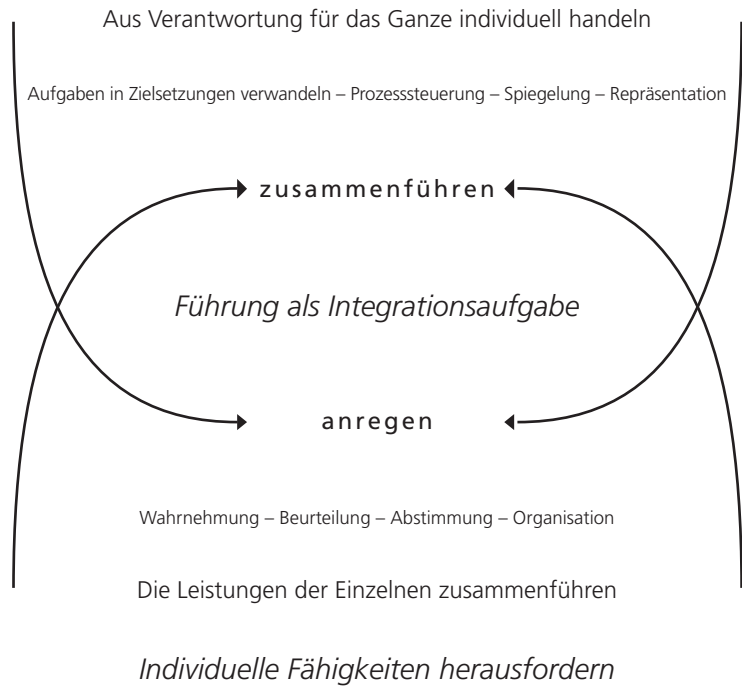 Aus Verantwortung für das Ganze individuell handeln
Aufgaben in Zielsetzungen verwandeln – Prozesssteuerung – Spiegelung – Repräsentation
zusammenführen
Führung als Integrationsaufgabe
anregen
Wahrnehmung – Beurteilung – Abstimmung – Organisation
Die Leistungen der Einzelnen zusammenführen
Individuelle Fähigkeiten herausfordern